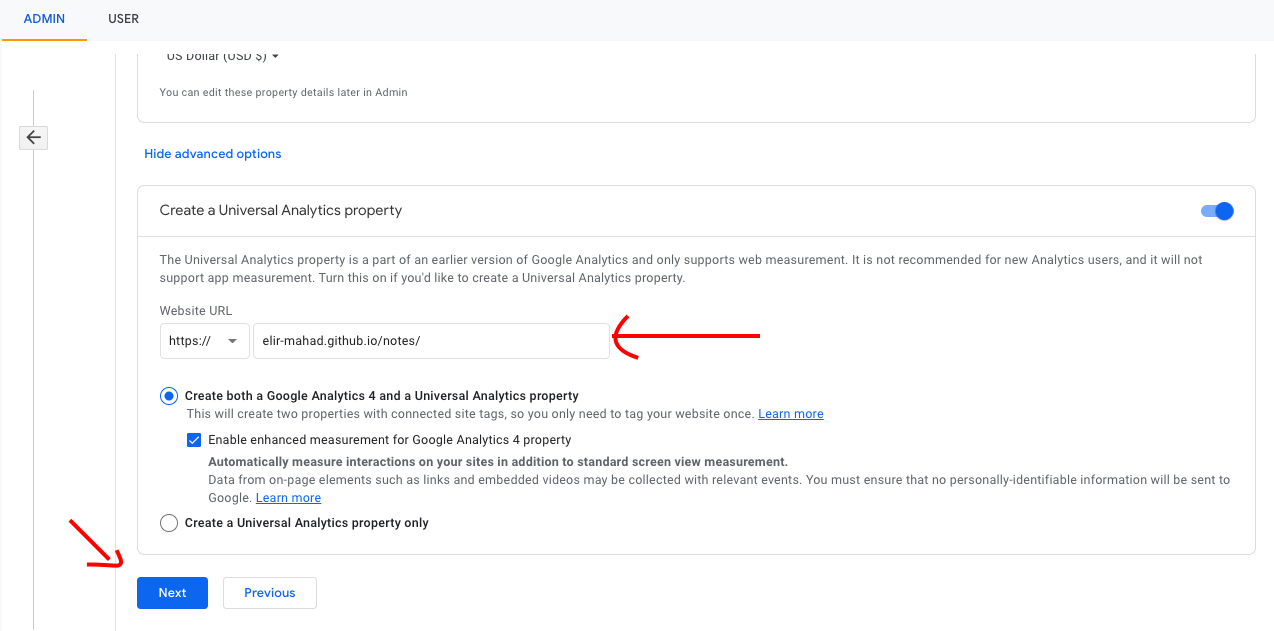 ADMIN USER
US Dollar (USD $)
You can edit these property details later in Admin
Hide advanced options
Create a Universal Analytics property
The Universal Analytics property is a part of an earlier version of Google Analytics and only supports web measurement. It is not recommended for new Analytics users, and it will not
support app measurement. Turn this on if you'd like to create a Universal Analytics property.
Website URL
https:// elir-mahad.github.io/notes/
Create both a Google Analytics 4 and a Universal Analytics property
This will create two properties with connected site tags, so you only need to tag your website once. Learn more
Enable enhanced measurement for Google Analytics 4 property
Automatically measure interactions on your sites in addition to standard screen view measurement.
Data from on-page elements such as links and embedded videos may be collected with relevant events. You must ensure that no personally-identifiable information will be sent to
Google. Learn more
Create a Universal Analytics property only
Next Previous